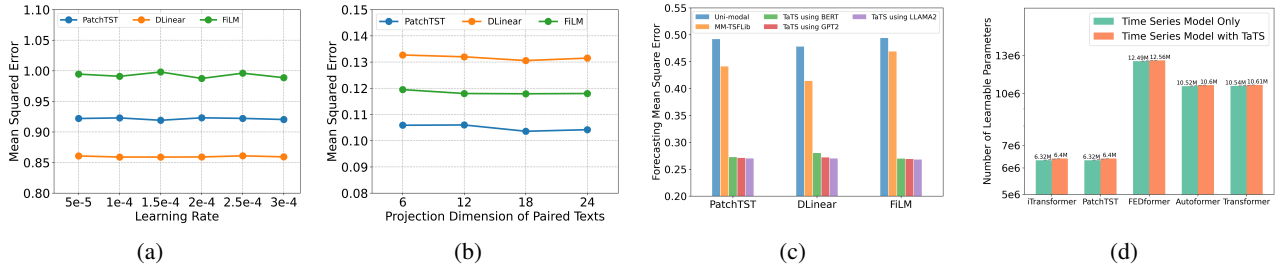 PatchTST DLinear FiLM
Mean Squared Error
1.10
1.05
1.00
0.95
0.90
0.85
0.80
5e-5 1e-4 1.5e-4 2e-4 2.5e-4 3e-4
Learning Rate
(a)
PatchTST DLinear FiLM
Mean Squared Error
0.15
0.14
0.13
0.12
0.11
0.10
0.09
0.08
6 12 18 24
Projection Dimension of Paired Texts
(b)
Uni-modal TaTS using BERT TaTS using LLAMA2
MM-TSFLib TaTS using GPT2
Forecasting Mean Square Error
0.50
0.45
0.40
0.35
0.30
0.25
0.20
PatchTST DLinear FiLM
(c)
Time Series Model Only
Time Series Model with TaTS
Number of Learnable Parameters
13e6
10e6
7e6
6e6
5e6
6.32M 6.4M 6.32M 6.4M 12.49M 12.56M 10.52M 10.6M 10.54M 10.61M
iTransformer PatchTST FEDformer Autoformer Transformer
(d)